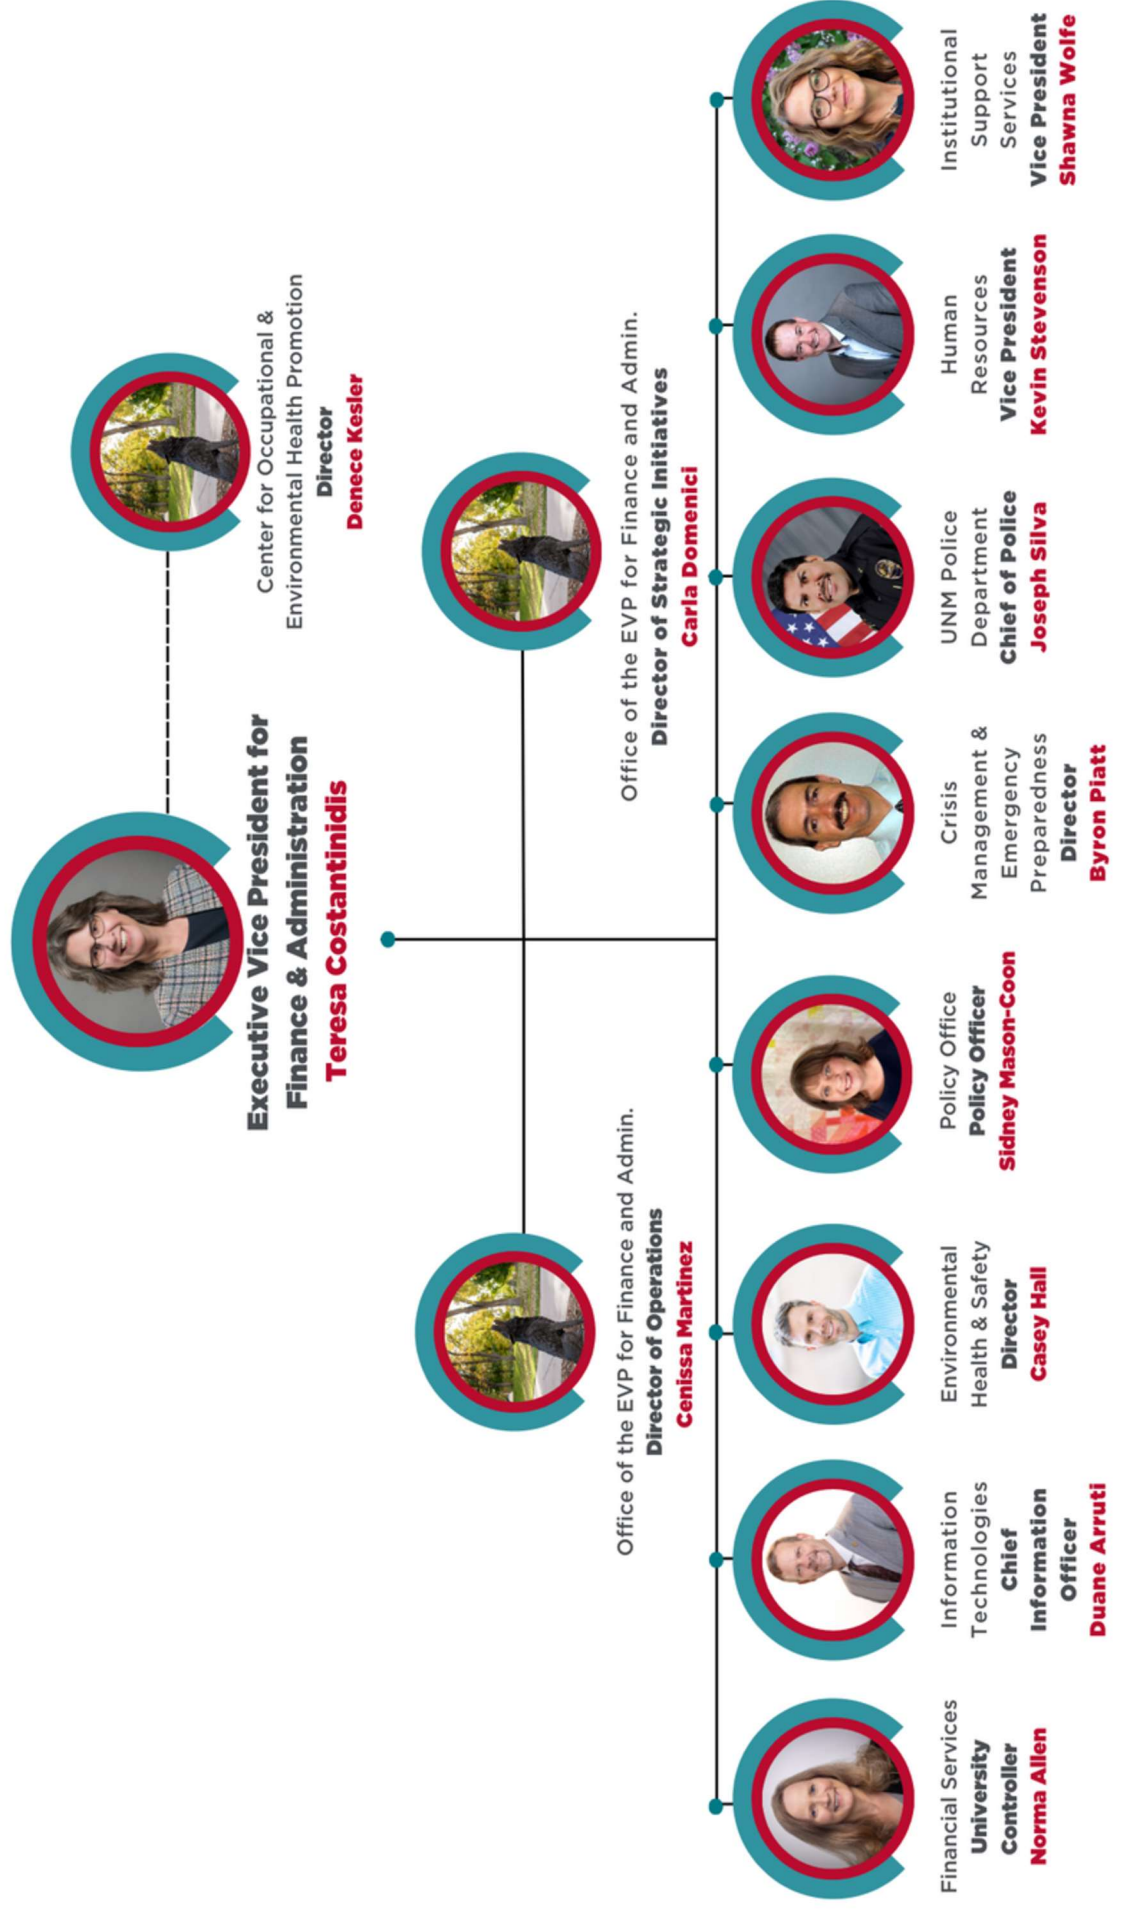 Executive Vice President for
Finance & Administration
Teresa Costantinidis
Center for Occupational &
Environmental Health Promotion
Director
Denece Kesler
Office of the EVP for Finance and Admin.
Director of Operations
Cenissa Martinez
Office of the EVP for Finance and Admin.
Director of Strategic Initiatives
Carla Domenici
Financial Services
University
Controller
Norma Allen
Information
Technologies
Chief
Information
Officer
Duane Arruti
Environmental
Health & Safety
Director
Casey Hall
Policy Office
Policy Officer
Sidney Mason-Coon
Crisis
Management &
Emergency
Preparedness
Director
Byron Piatt
UNM Police
Department
Chief of Police
Joseph Silva
Human
Resources
Vice President
Kevin Stevenson
Institutional
Support
Services
Vice President
Shawna Wolfe